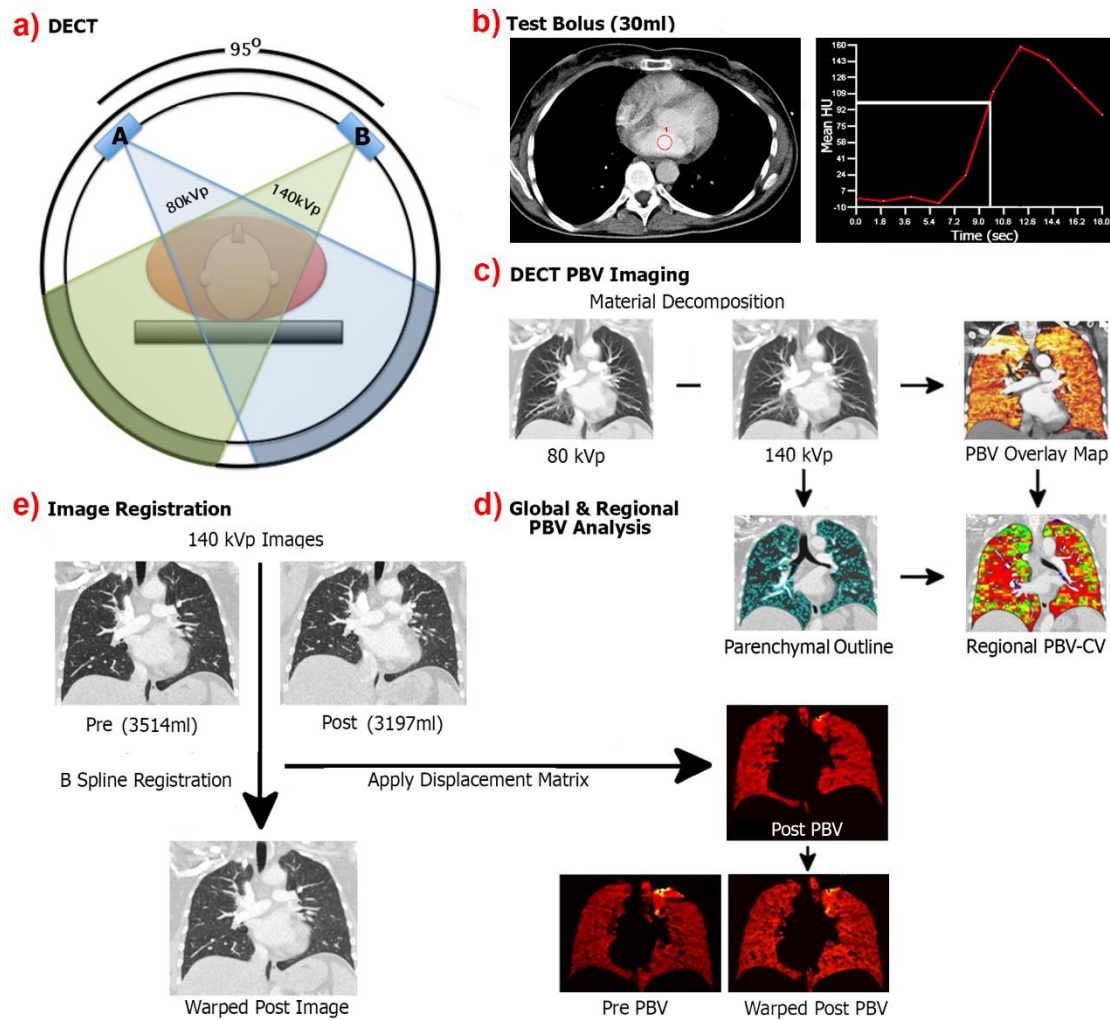 a) DECT
95°
A
B
80kVp
140kVp
b) Test Bolus (30ml)
1
Mean HU
160
143
126
109
92
75
58
41
24
7
-10
0.0 1.8 3.6 5.4 7.2 9.0 10.8 12.6 14.4 16.2 18.0
Time (sec)
c) DECT PBV Imaging
Material Decomposition
80 kVp
140 kVp
PBV Overlay Map
d) Global & Regional
PBV Analysis
Parenchymal Outline
Regional PBV-CV
e) Image Registration
140 kVp Images
Pre (3514ml)
Post (3197ml)
B Spline Registration
Apply Displacement Matrix
Post PBV
Warped Post Image
Pre PBV
Warped Post PBV